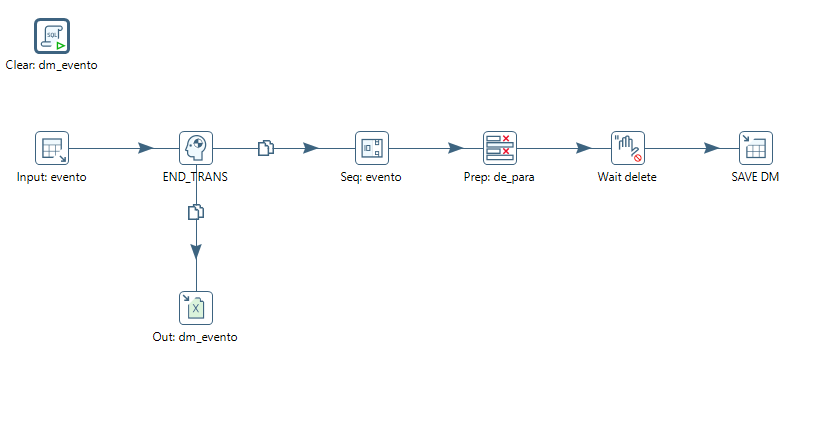 SQL
Clear: dm_evento
Input: evento
END_TRANS
Seq: evento
Prep: de_para
Wait delete
SAVE DM
X
Out: dm_evento